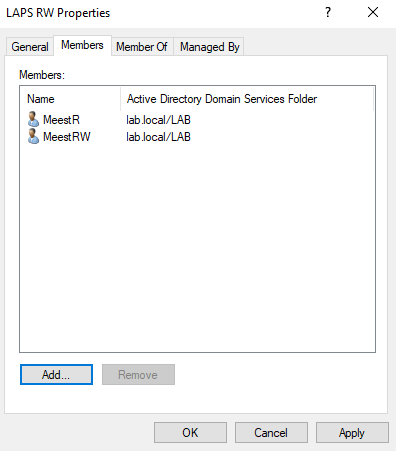 LAPS RW Properties
General Members Member Of Managed By
Members:
Name Active Directory Domain Services Folder
MeestR lab.local/LAB
MeestRW lab.local/LAB
Add... Remove
OK Cancel Apply